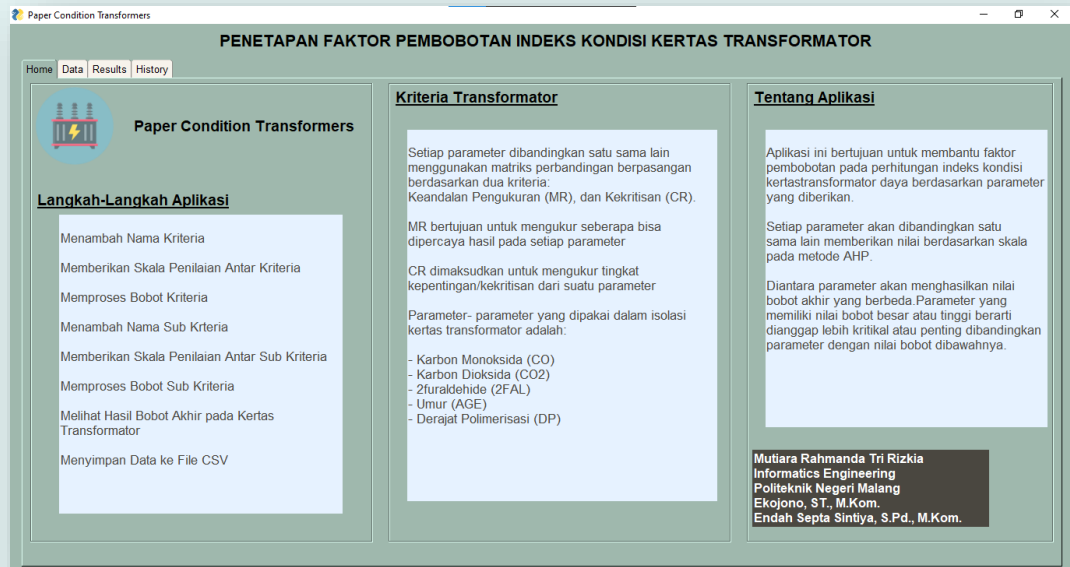 Paper Condition Transformers
PENETAPAN FAKTOR PEMBOBOTAN INDEKS KONDISI KERTAS TRANSFORMATOR
Home Data Results History
Paper Condition Transformers
Langkah-Langkah Aplikasi
Menambah Nama Kriteria
Memberikan Skala Penilaian Antar Kriteria
Memproses Bobot Kriteria
Menambah Nama Sub Krteria
Memberikan Skala Penilaian Antar Sub Kriteria
Memproses Bobot Sub Kriteria
Melihat Hasil Bobot Akhir pada Kertas
Transformator
Menyimpan Data ke File CSV
Kriteria Transformator
Setiap parameter dibandingkan satu sama lain
menggunakan matriks perbandingan berpasangan
berdasarkan dua kriteria:
Keandalan Pengukuran (MR), dan Kekritisan (CR).
MR bertujuan untuk mengukur seberapa bisa
dipercaya hasil pada setiap parameter
CR dimaksudkan untuk mengukur tingkat
kepentingan/kekritisan dari suatu parameter
Parameter- parameter yang dipakai dalam isolasi
kertas transformator adalah:
- Karbon Monoksida (CO)
- Karbon Dioksida (CO2)
- 2furaldehide (2FAL)
- Umur (AGE)
- Derajat Polimerisasi (DP)
Tentang Aplikasi
Aplikasi ini bertujuan untuk membantu faktor
pembobotan pada perhitungan indeks kondisi
kertastransformator daya berdasarkan parameter
yang diberikan.
Setiap parameter akan dibandingkan satu
sama lain memberikan nilai berdasarkan skala
pada metode AHP.
Diantara parameter akan menghasilkan nilai
bobot akhir yang berbeda.Parameter yang
memiliki nilai bobot besar atau tinggi berarti
dianggap lebih kritikal atau penting dibandingkan
parameter dengan nilai bobot dibawahnya.
Mutiara Rahmanda Tri Rizkia
Informatics Engineering
Politeknik Negeri Malang
Ekojono, ST., M.Kom.
Endah Septa Sintiya, S.Pd., M.Kom.